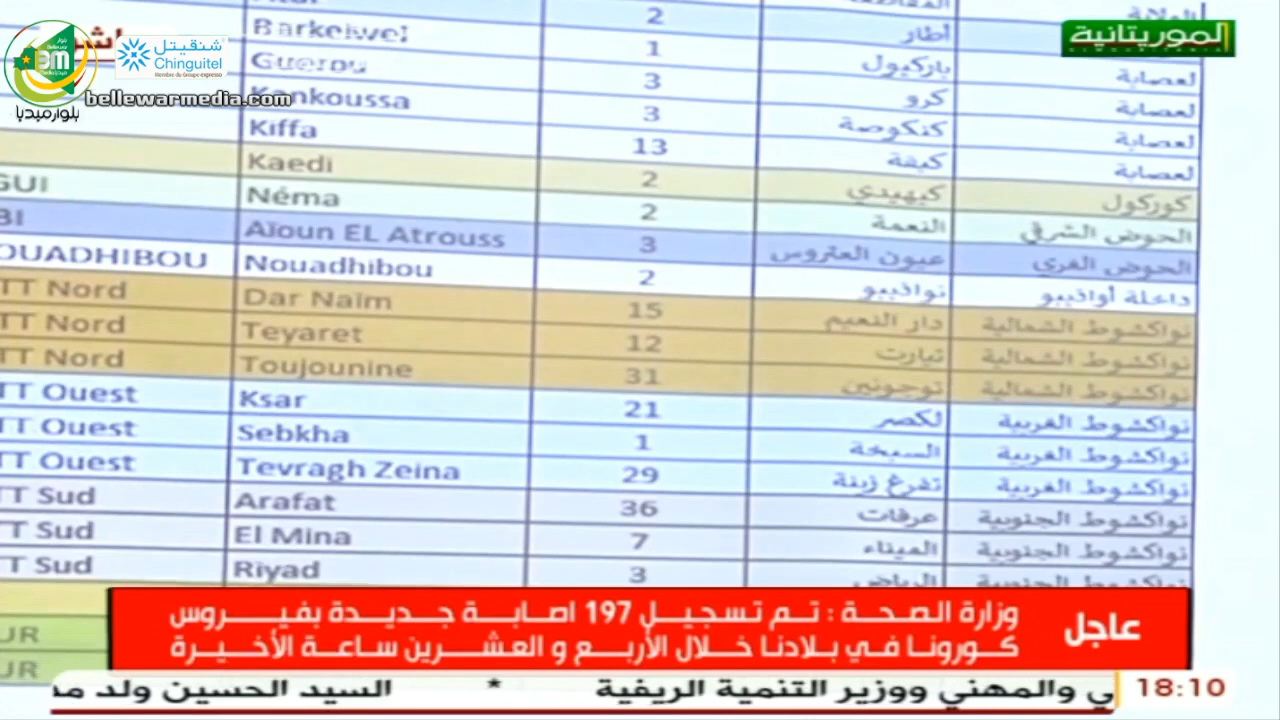 2
الموريتانية
Barkeiwel 1 باركيول لعصابة
أطار
شنقيتل
Chinguitel
bellewarmedia.com
بلوارميديا
Guerou 3 كرو لعصابة
Kankoussa 3 كنكوصة لعصابة
Kiffa 13 كيفة لعصابة
Kaedi 2 كيهيدي كوركول
GUI Néma 2 النعمة الحوض الشرقي
BI Aïoun EL Atrouss 3 عيون العتروس الحوض الغربي
OUADHIBOU Nouadhibou 2 نواذيبو
TT Nord Dar Naïm 15 دار النعيم نواكشوط الشمالية
TT Nord Teyaret 12 تيارت نواكشوط الشمالية
TT Nord Toujounine 31 توجونين نواكشوط الشمالية
TT Ouest Ksar 21 لكصر نواكشوط الغربية
TT Ouest Sebkha 1 السبخة نواكشوط الغربية
TT Ouest Tevragh Zeina 29 تفرغ زينة نواكشوط الغربية
TT Sud Arafat 36 عرفات نواكشوط الجنوبية
TT Sud El Mina 7 الميناء نواكشوط الجنوبية
TT Sud Riyad 3 الرياض نواكشوط الجنوبية
UR
UR
عاجل
وزارة الصحة : تم تسجيل 197 اصابة جديدة بفيروس
كورونا في بلادنا خلال الأربع و العشرين ساعة الأخيرة
18:10 ي والمهني ووزير التنمية الريفية * السيد الحسين ولد مد